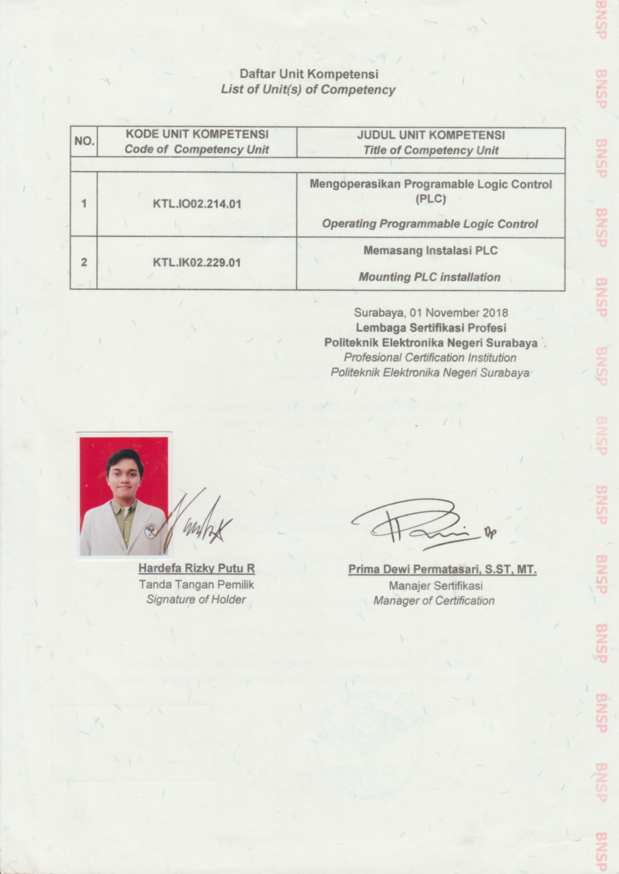 Daftar Unit Kompetensi
List of Unit(s) of Competency
NO.
KODE UNIT KOMPETENSI
Code of Competency Unit
JUDUL UNIT KOMPETENSI
Title of Competency Unit
1
KTL.IO02.214.01
Mengoperasikan Programable Logic Control
(PLC)
Operating Programmable Logic Control
2
KTL.IK02.229.01
Memasang Instalasi PLC
Mounting PLC installation
Surabaya, 01 November 2018
Lembaga Sertifikasi Profesi
Politeknik Elektronika Negeri Surabaya
Profesional Certification Institution
Politeknik Elektronika Negeri Surabaya
Hardefa Rizky Putu R
Tanda Tangan Pemilik
Signature of Holder
Prima Dewi Permatasari, S.ST, MT.
Manajer Sertifikasi
Manager of Certification
BNSP
BNSP
BNSP
BNSP
BNSP
BNSP
BNSP
BNSP
BNSP
BNSP
BNSP
BNSP
BNSP